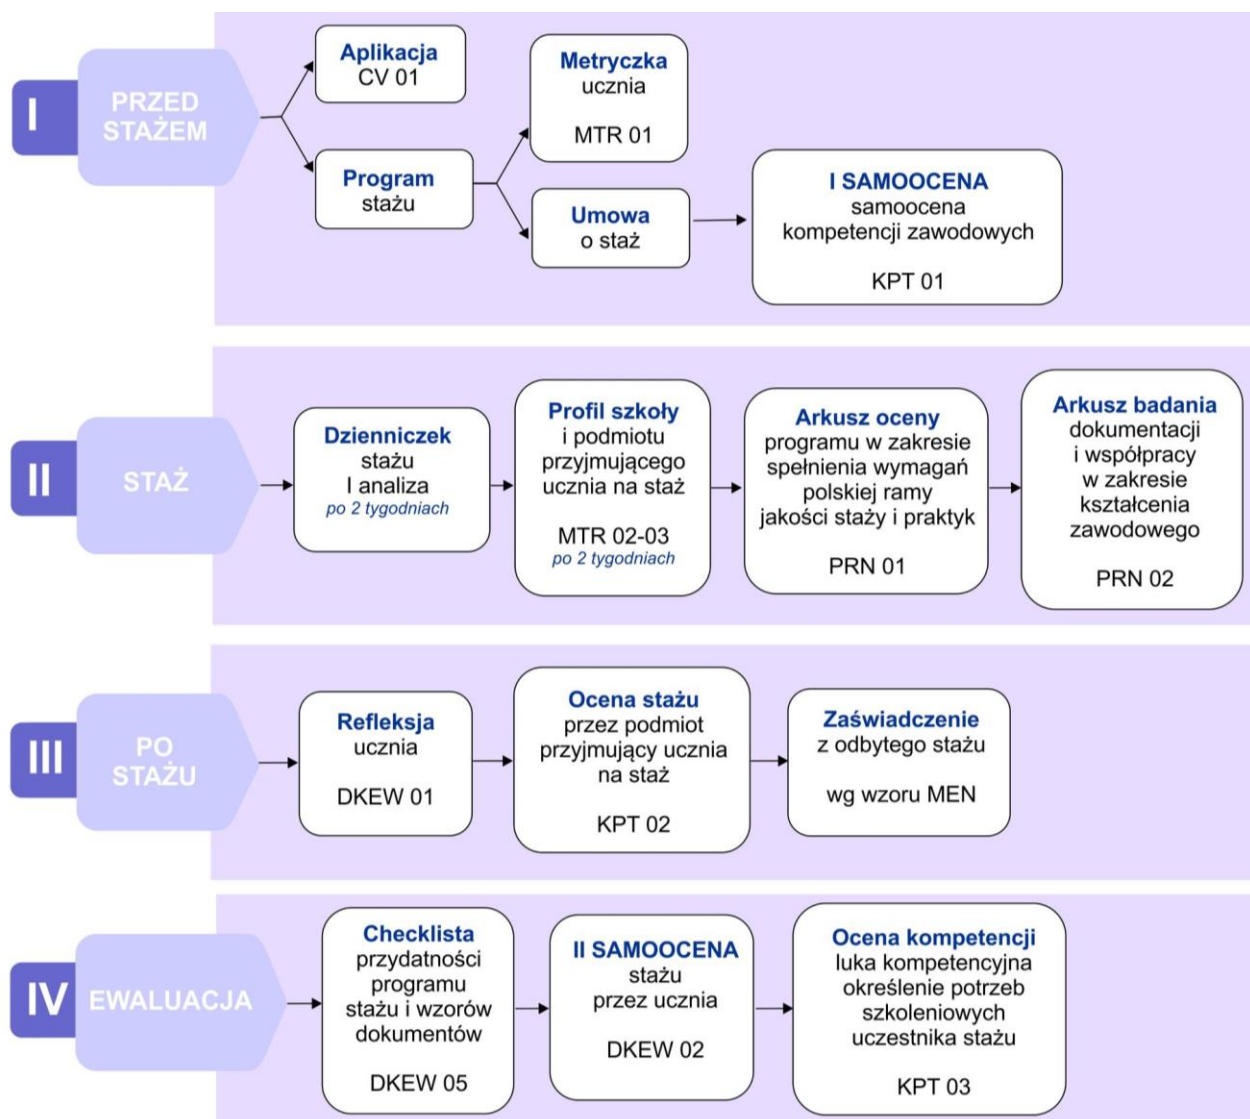 I
PRZED
STAŻEM
Aplikacja
CV 01
Program
stażu
Metryczka
ucznia
MTR 01
Umowa
o staż
I SAMOOCENA
samoocena
kompetencji zawodowych
KPT 01
II
STAŻ
Dzienniczek
stażu
I analiza
po 2 tygodniach
Profil szkoły
i podmiotu
przyjmującego
ucznia na staż
MTR 02-03
po 2 tygodniach
Arkusz oceny
programu w zakresie
spełnienia wymagań
polskiej ramy
jakości staży i praktyk
PRN 01
Arkusz badania
dokumentacji
i współpracy
w zakresie
kształcenia
zawodowego
PRN 02
III
PO
STAŻU
Refleksja
ucznia
DKEW 01
Ocena stażu
przez podmiot
przyjmujący ucznia
na staż
KPT 02
Zaświadczenie
z odbytego stażu
wg wzoru MEN
IV
EWALUACJA
Checklista
przydatności
programu
stażu i wzorów
dokumentów
DKEW 05
II SAMOOCENA
stażu
przez ucznia
DKEW 02
Ocena kompetencji
luka kompetencyjna
określenie potrzeb
szkoleniowych
uczestnika stażu
KPT 03